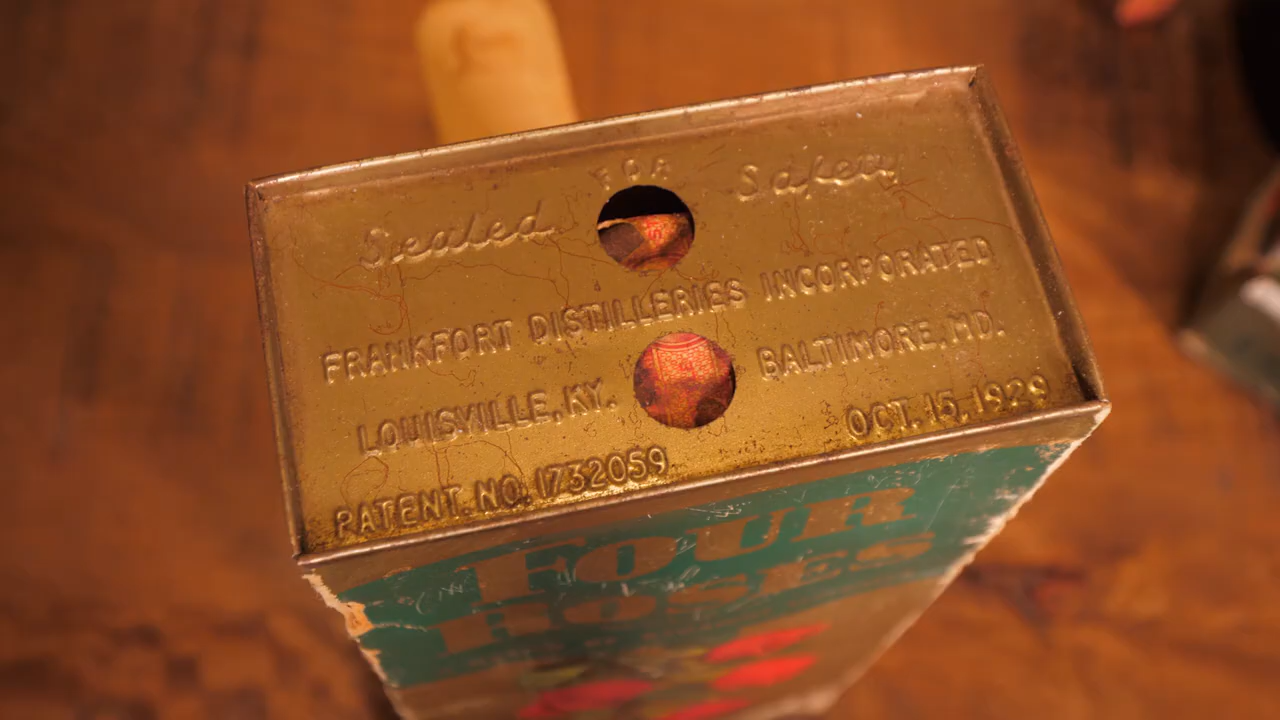 Sealed FOR Safety
FRANKFORT DISTILLERIES INCORPORATED
LOUISVILLE, KY. BALTIMORE, MD.
PATENT. NO. 1732059 OCT. 15, 1929
FOUR
ROSES